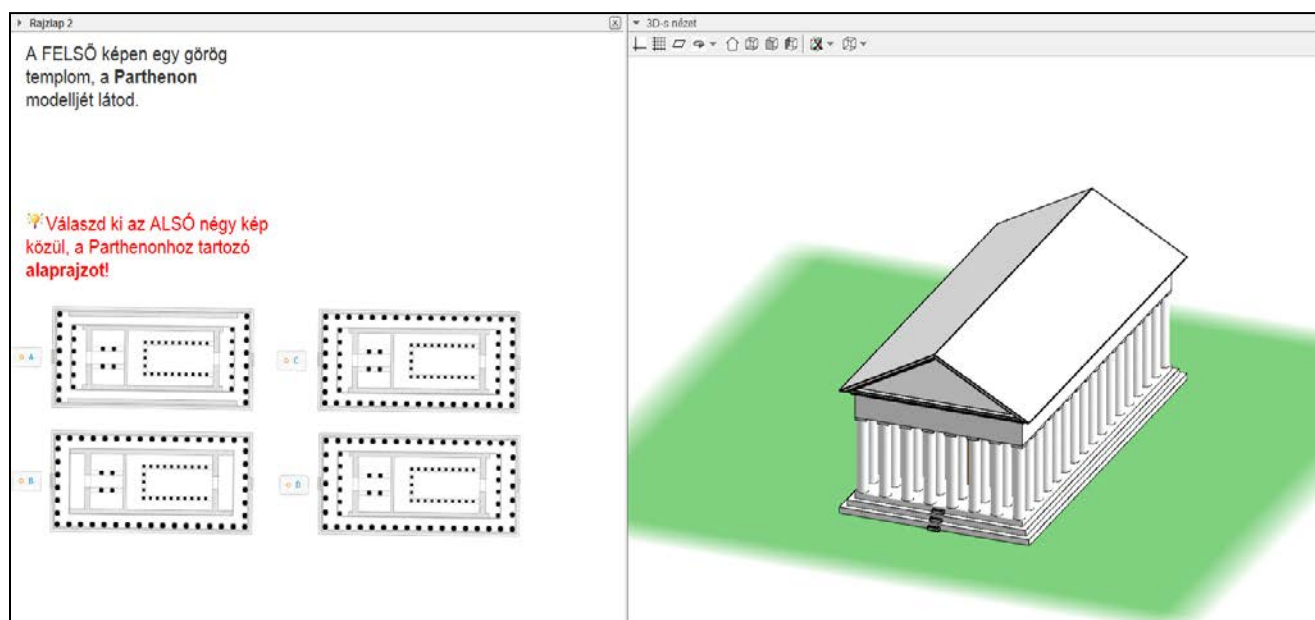 Rajzlap 2
A FELSŐ képen egy görög
templom, a Parthenon
modelljét látod.
Válaszd ki az ALSÓ négy kép
közül, a Parthenonhoz tartozó
alaprajzot!
A
C
B
D
3D-s nézet